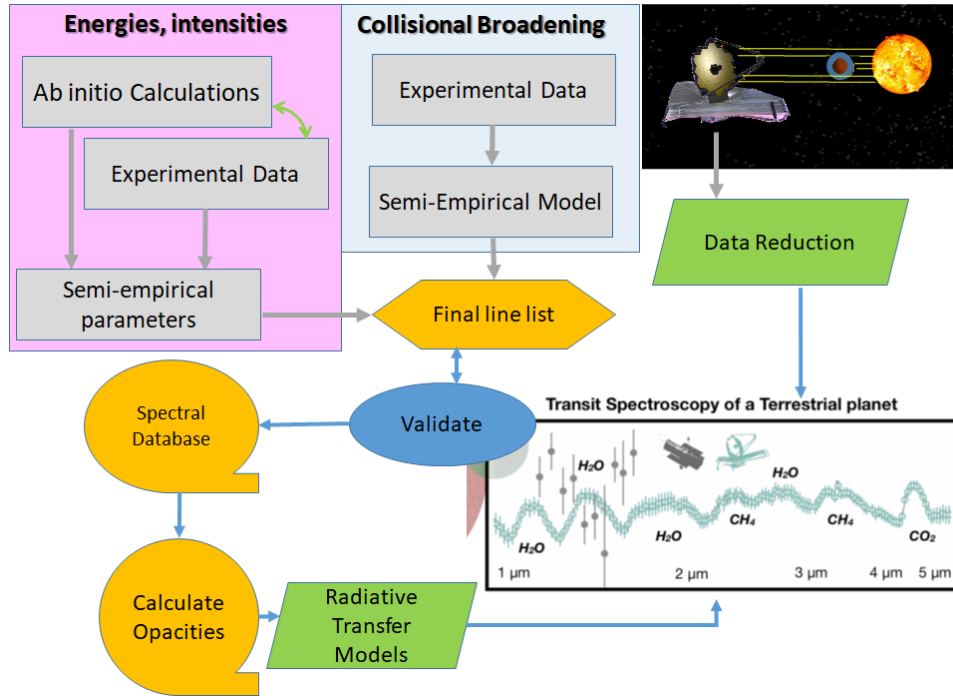 Energies, intensities
Ab initio Calculations
Experimental Data
Semi-empirical
parameters
Collisional Broadening
Experimental Data
Semi-Empirical Model
Final line list
Data Reduction
Validate
Spectral
Database
Calculate
Opacities
Radiative
Transfer
Models
Transit Spectroscopy of a Terrestrial planet
H₂O
H₂O
H₂O
CH₄
H₂O
CH₄
CO₂
1 µm
2 µm
3 µm
4 µm
5 µm